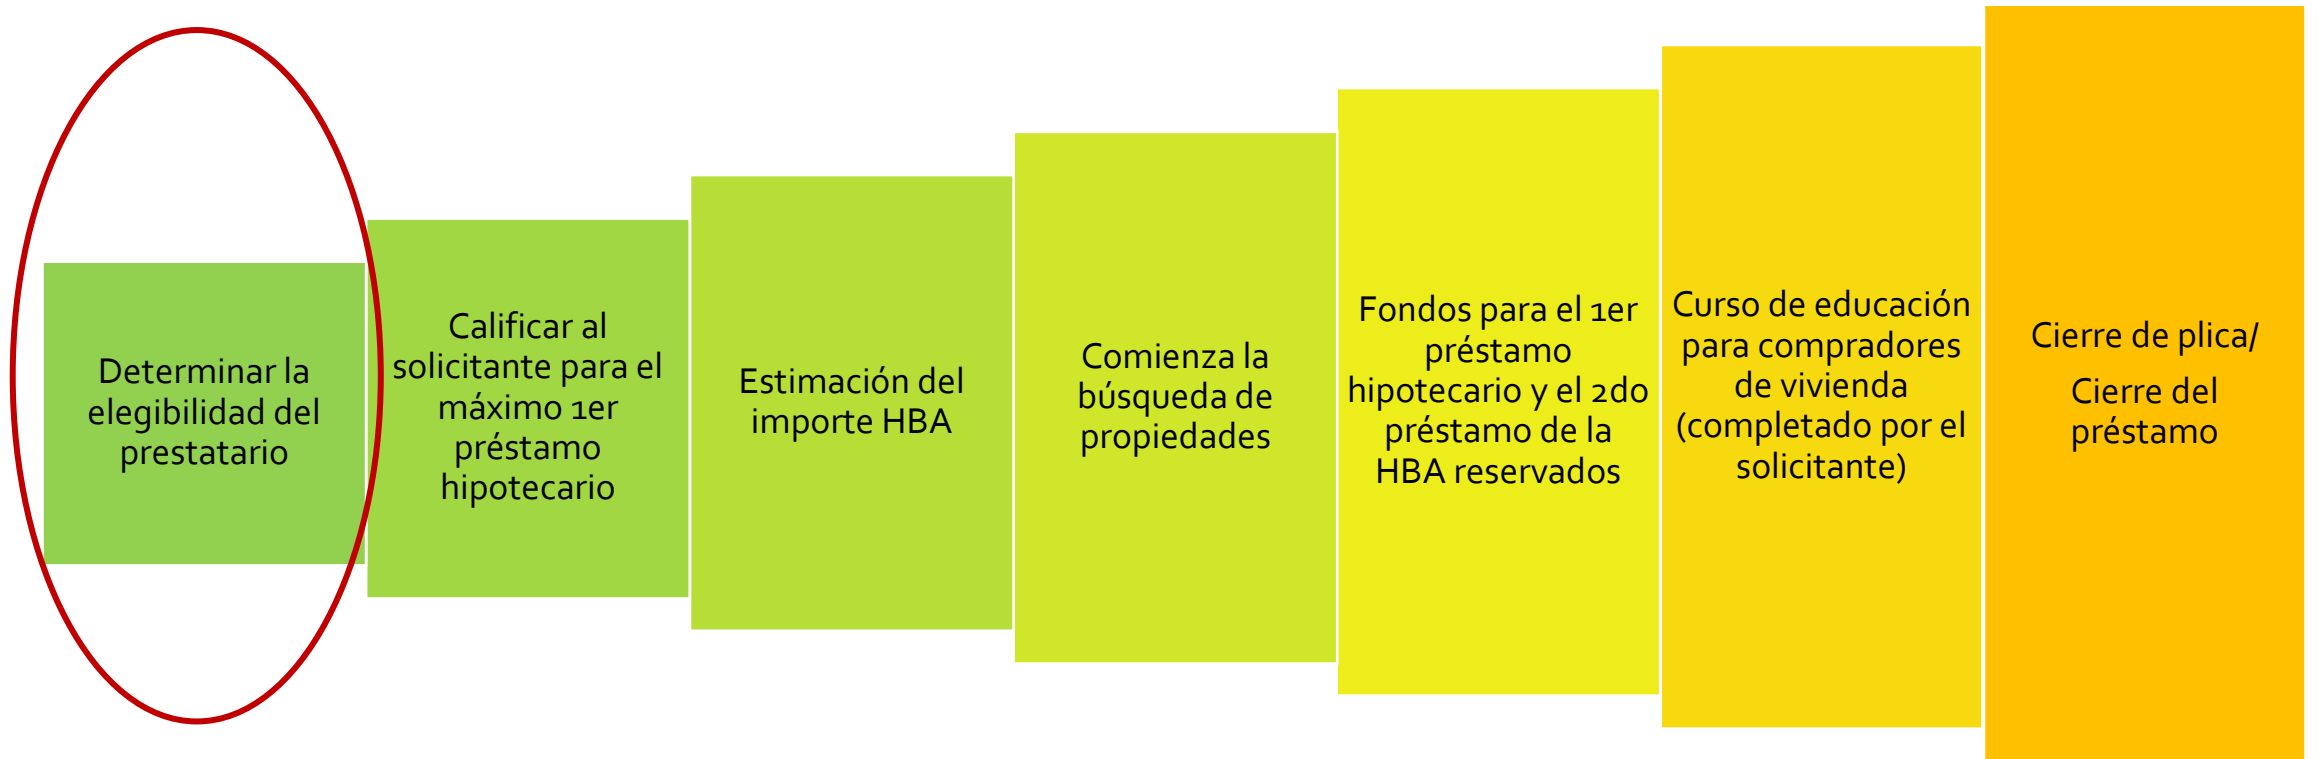 Determinar la
elegibilidad del
prestatario
Calificar al
solicitante para el
máximo 1er
préstamo
hipotecario
Estimación del
importe HBA
Comienza la
búsqueda de
propiedades
Fondos para el 1er
préstamo
hipotecario y el 2do
préstamo de la
HBA reservados
Curso de educación
para compradores
de vivienda
(completado por el
solicitante)
Cierre de plica/
Cierre del
préstamo